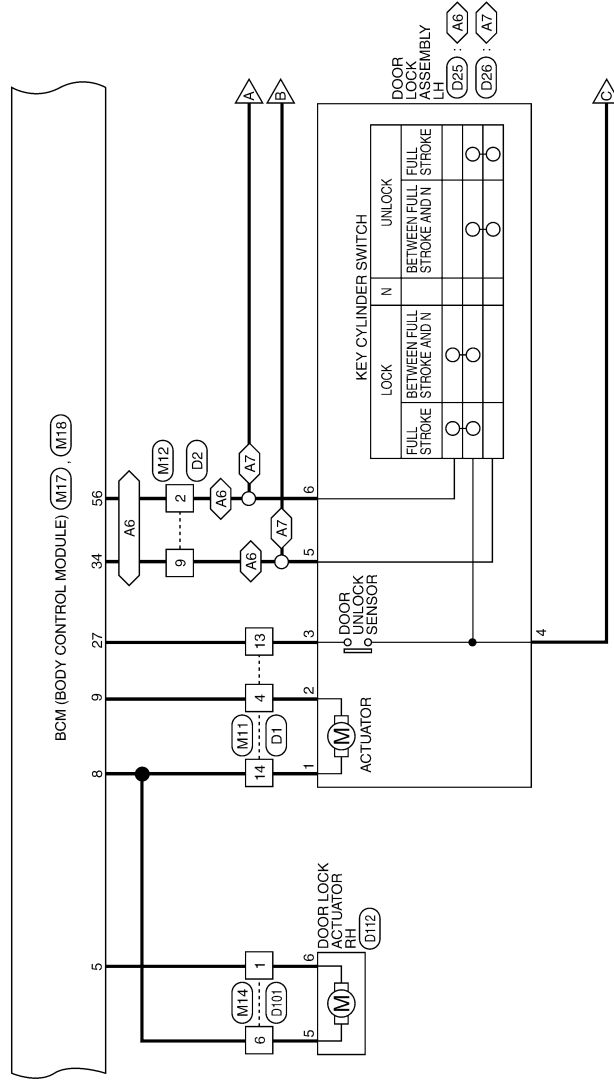 BCM (BODY CONTROL MODULE) M17 , M18
5
8
9
27
34
56
A6
M12
D2
9
2
A6
A6
A7
A7
A
B
M14
D101
6
1
M11
D1
14
4
13
5
6
1
2
3
5
6
DOOR LOCK
ACTUATOR
RH
D112
M
M
ACTUATOR
DOOR
UNLOCK
SENSOR
KEY CYLINDER SWITCH
LOCK
N
UNLOCK
FULL
STROKE
BETWEEN FULL
STROKE AND N
BETWEEN FULL
STROKE AND N
FULL
STROKE
DOOR
LOCK
ASSEMBLY
LH
D25 : A6
D26 : A7
4
C